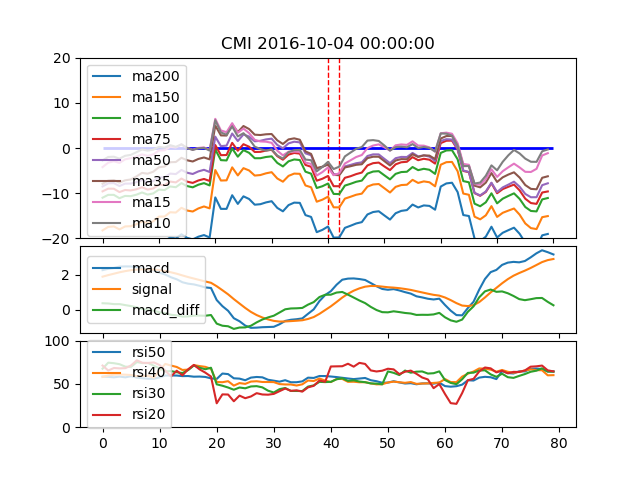 CMI 2016-10-04 00:00:00
20
10
0
−10
−20
ma200
ma150
ma100
ma75
ma50
ma35
ma15
ma10
2
0
macd
signal
macd_diff
100
50
0
rsi50
rsi40
rsi30
rsi20
0 10 20 30 40 50 60 70 80